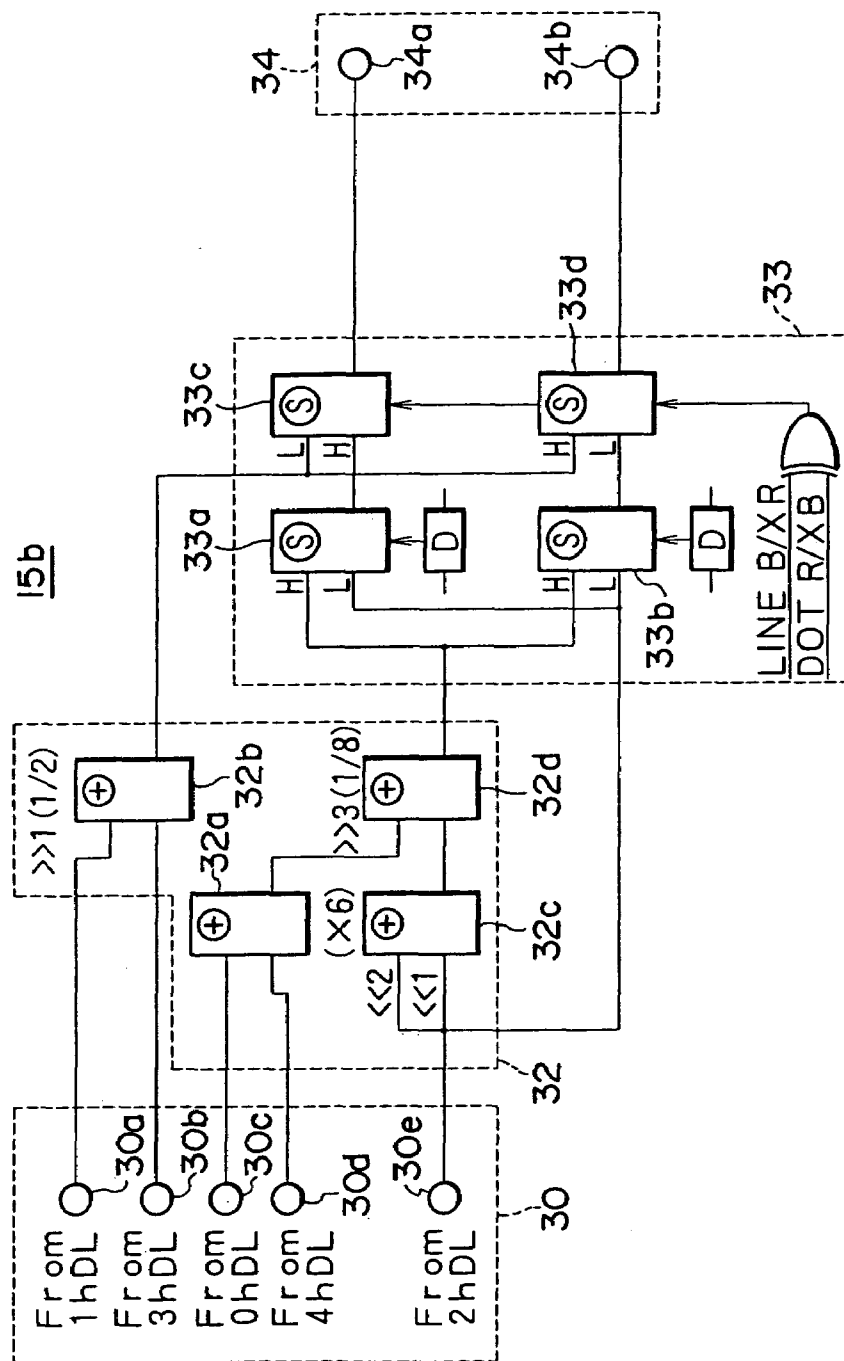 15b
From
1hDL
30a
From
3hDL
30b
From
0hDL
30c
From
4hDL
30d
From
2hDL
30e
30
>>1(1/2)
+
32b
32a
+
(×6)
<<2
<<1
+
32c
>>3(1/8)
+
32d
32
33a
H
L
S
D
33c
L
H
S
H
L
S
33b
D
H
L
S
33d
33
LINE B/XR
DOT R/XB
34
34a
34b